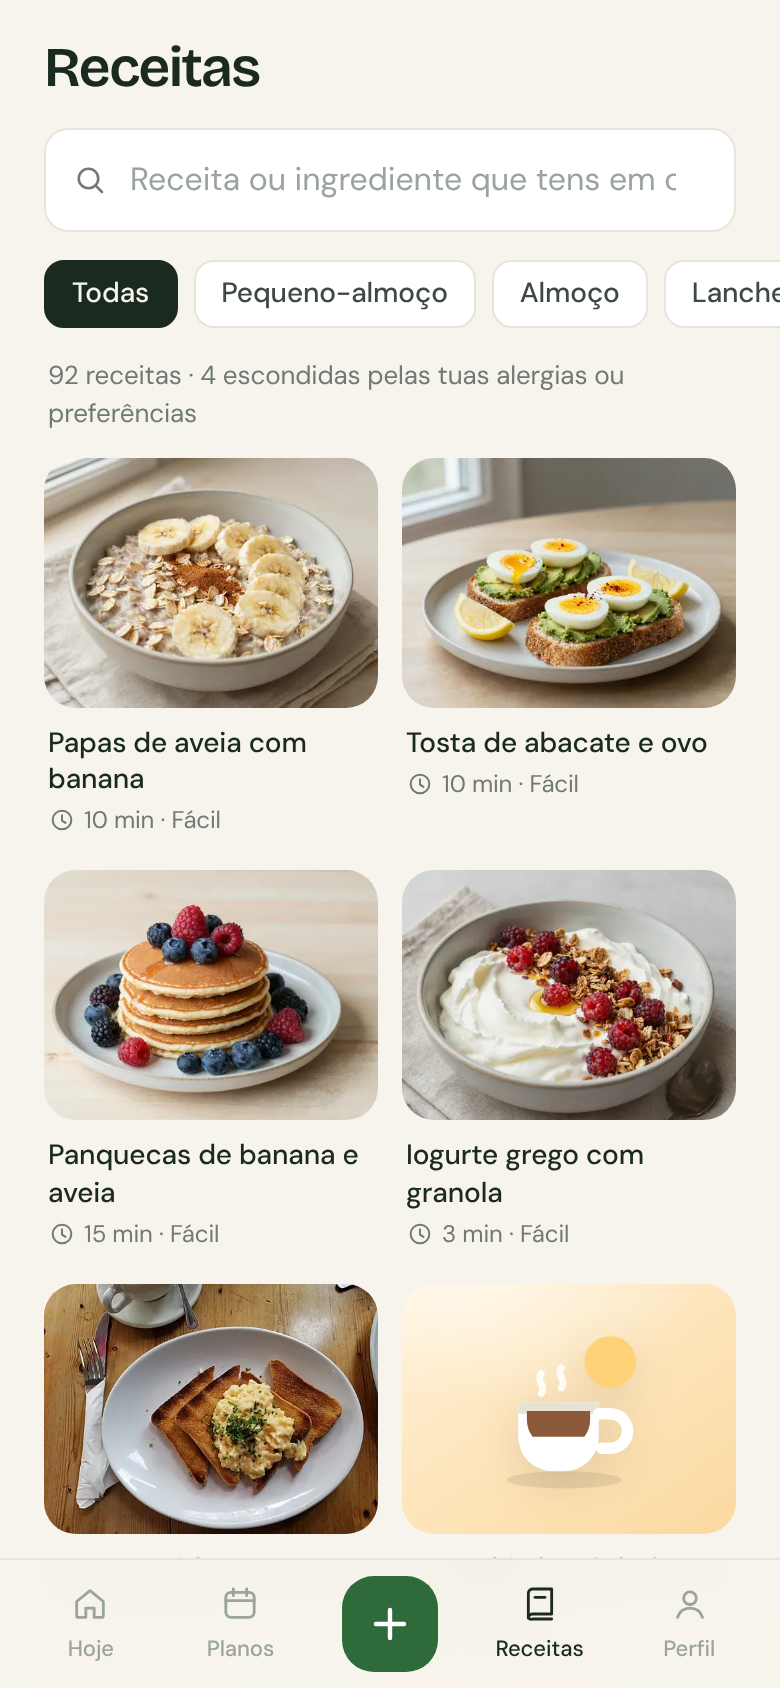 Receitas
Receita ou ingrediente que tens em
Todas
Pequeno-almoço
Almoço
Lanche
92 receitas · 4 escondidas pelas tuas alergias ou
preferências
Papas de aveia com
banana
10 min · Fácil
Tosta de abacate e ovo
10 min · Fácil
Panquecas de banana e
aveia
15 min · Fácil
Iogurte grego com
granola
3 min · Fácil
Hoje
Planos
Receitas
Perfil